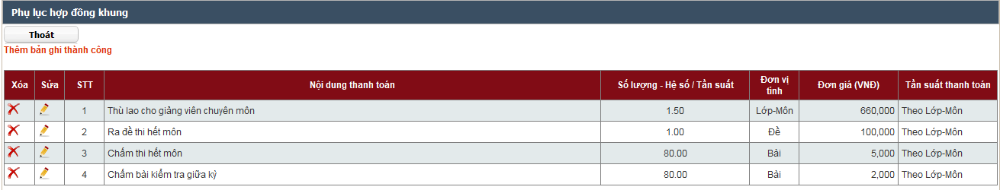 Phụ lục hợp đồng khung
Thoát
Thêm bản ghi thành công
Xóa Sửa STT Nội dung thanh toán Số lượng - Hệ số / Tần suất Đơn vị tính Đơn giá (VNĐ) Tần suất thanh toán
1 Thù lao cho giảng viên chuyên môn 1.50 Lớp-Môn 660,000 Theo Lớp-Môn
2 Ra đề thi hết môn 1.00 Đề 100,000 Theo Lớp-Môn
3 Chấm thi hết môn 80.00 Bài 5,000 Theo Lớp-Môn
4 Chấm bài kiểm tra giữa kỳ 80.00 Bài 2,000 Theo Lớp-Môn